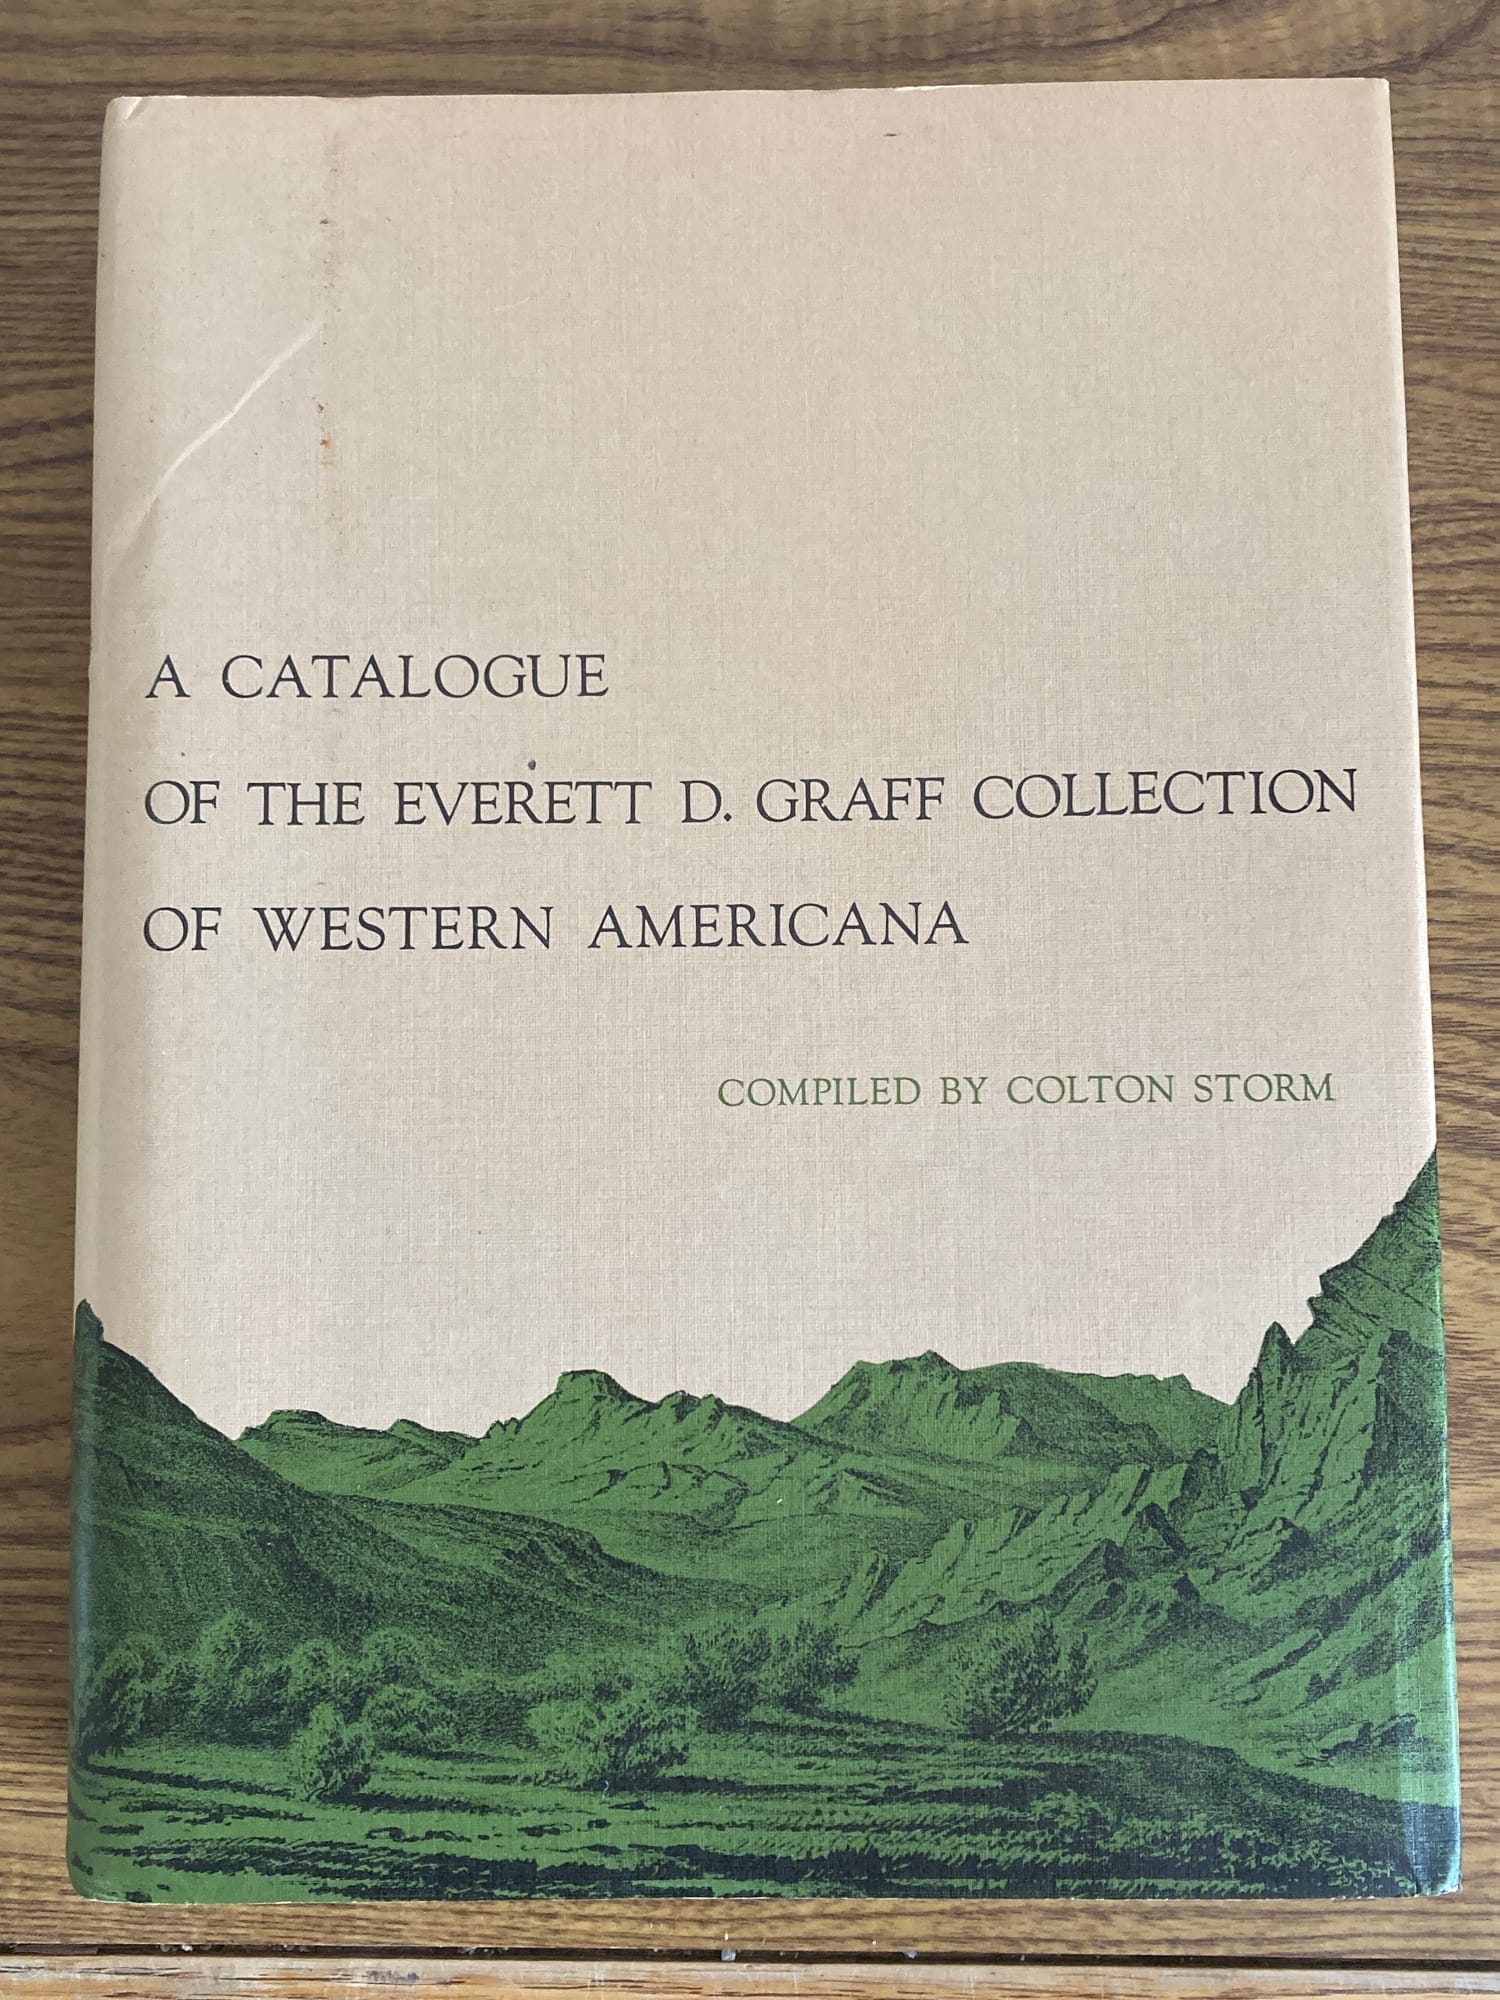 A CATALOGUE
OF THE EVERETT D. GRAFF COLLECTION
OF WESTERN AMERICANA
COMPILED BY COLTON STORM